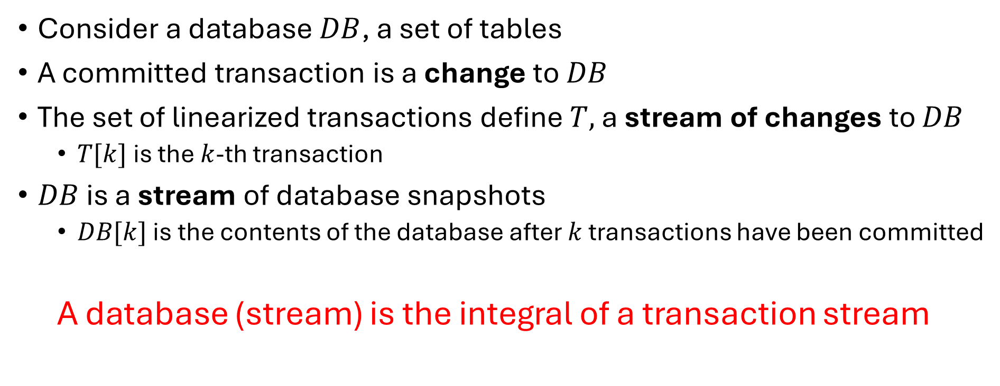 • Consider a database DB, a set of tables
• A committed transaction is a change to DB
• The set of linearized transactions define T, a stream of changes to DB
• T[k] is the k-th transaction
• DB is a stream of database snapshots
• DB[k] is the contents of the database after k transactions have been committed
A database (stream) is the integral of a transaction stream